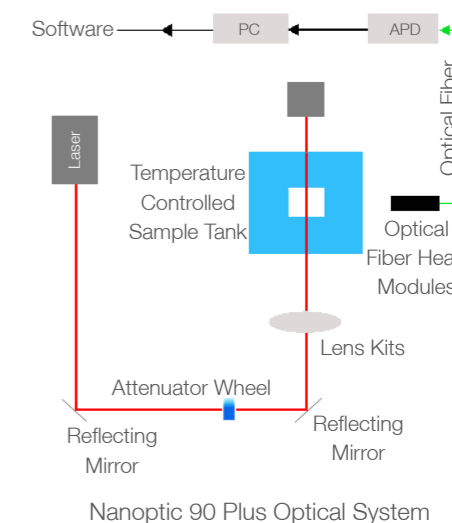 Software
PC
APD
Optical Fiber
Laser
Temperature
Controlled
Sample Tank
Optical
Fiber Hea
Modules
Lens Kits
Attenuator Wheel
Reflecting
Mirror
Reflecting
Mirror
Nanoptic 90 Plus Optical System